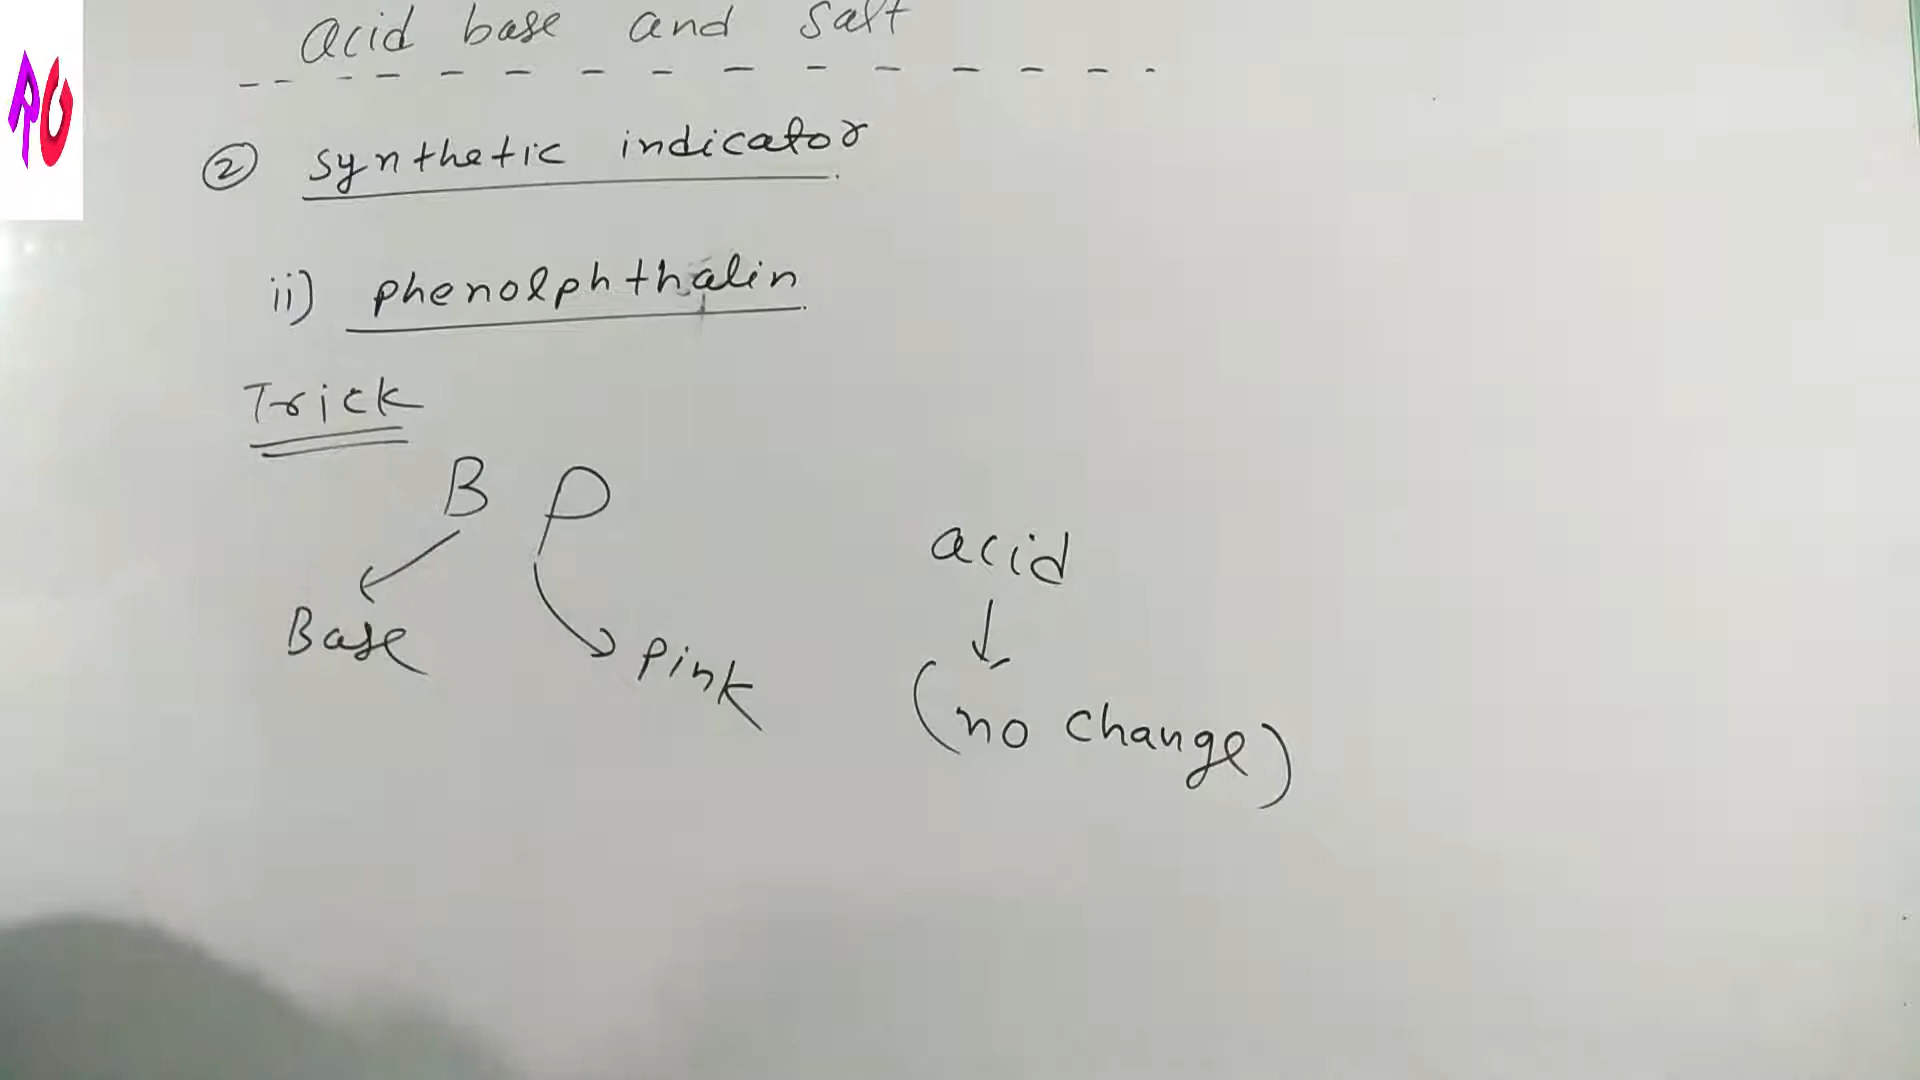 acid base and salt
② synthetic indicator
ii) phenolphthalin
Trick
B P
Base
pink
acid
(no change)